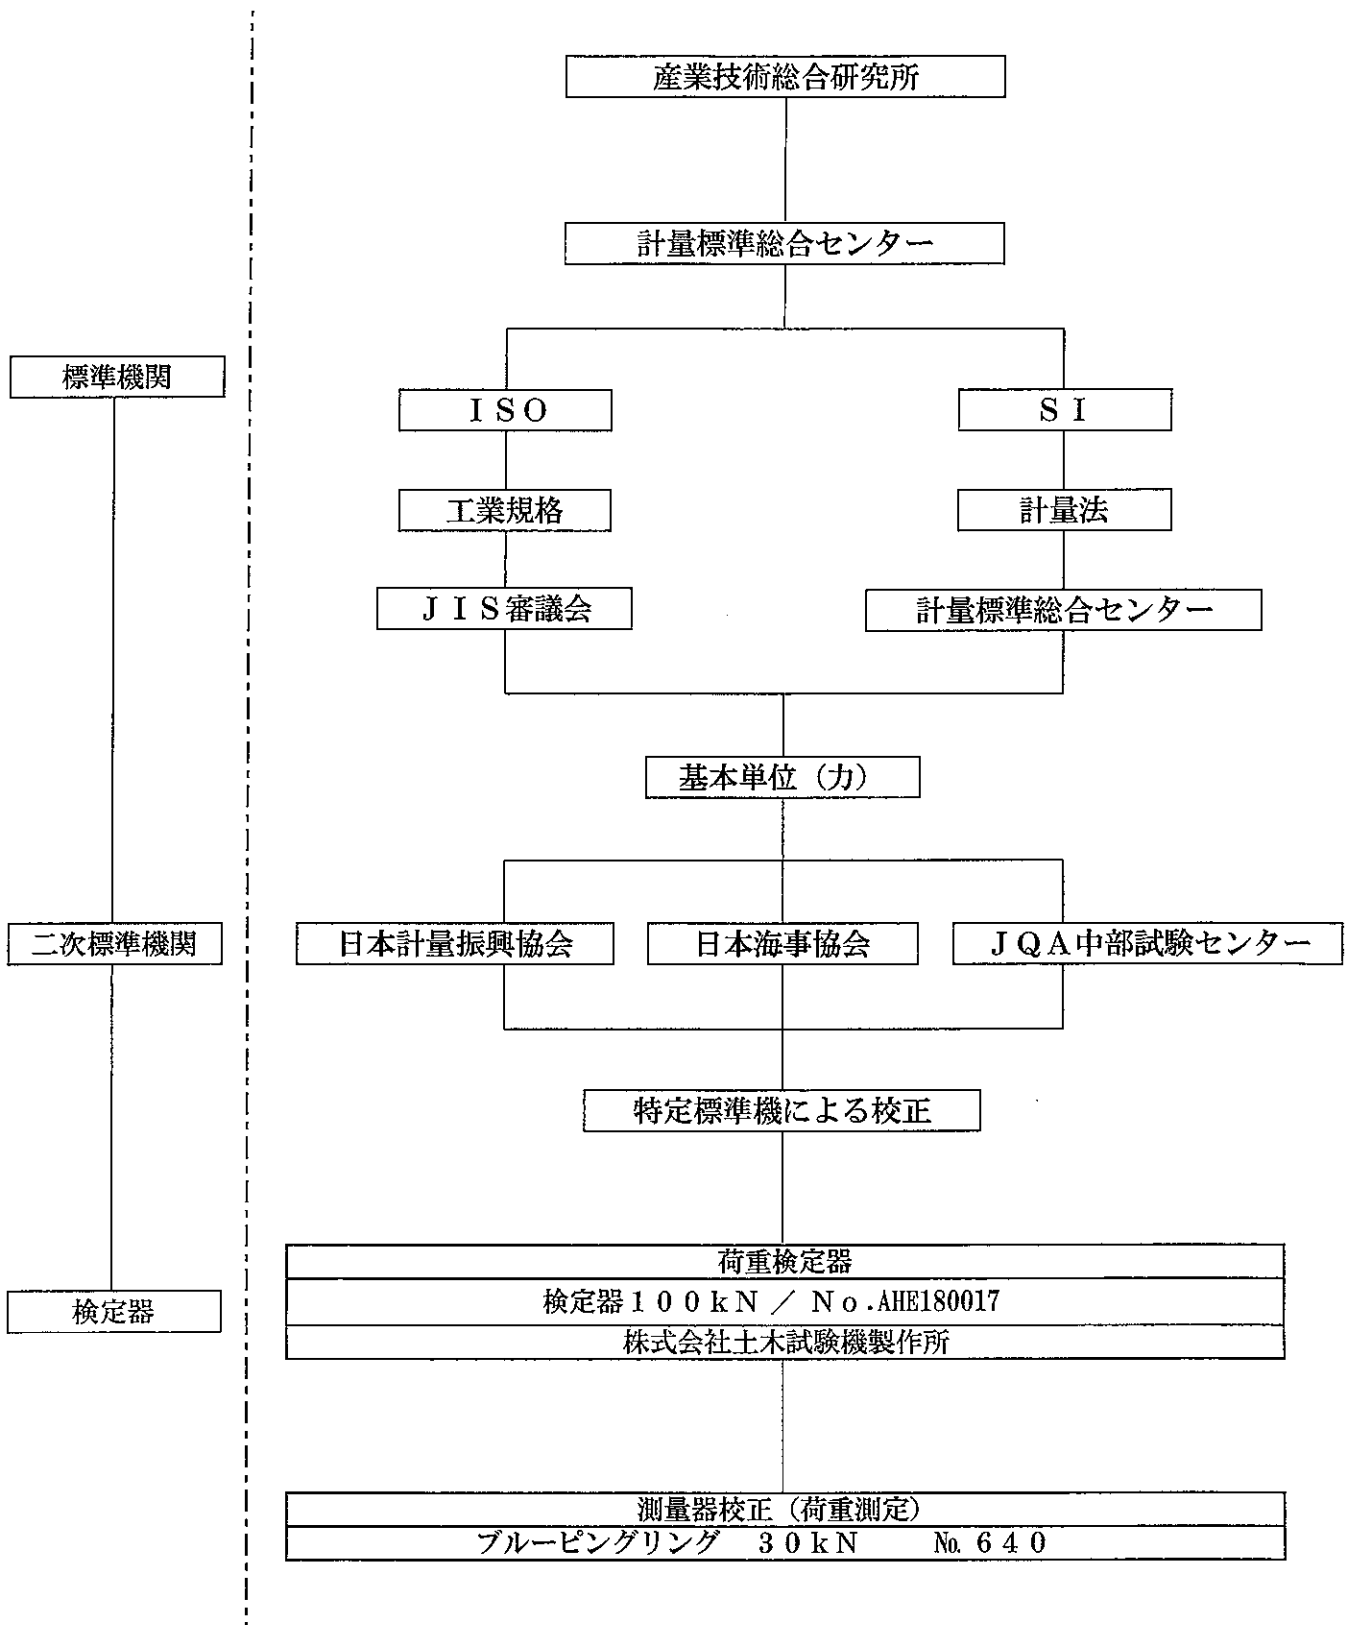 産業技術総合研究所
計量標準総合センター
標準機関
ISO
SI
工業規格
計量法
JIS審議会
計量標準総合センター
基本単位（力）
二次標準機関
日本計量振興協会
日本海事協会
JQA中部試験センター
特定標準機による校正
荷重検定器
検定器100kN／No.AHE180017
検定器
株式会社土木試験機製作所
測量器校正（荷重測定）
ブルーピングリング 30kN № 640